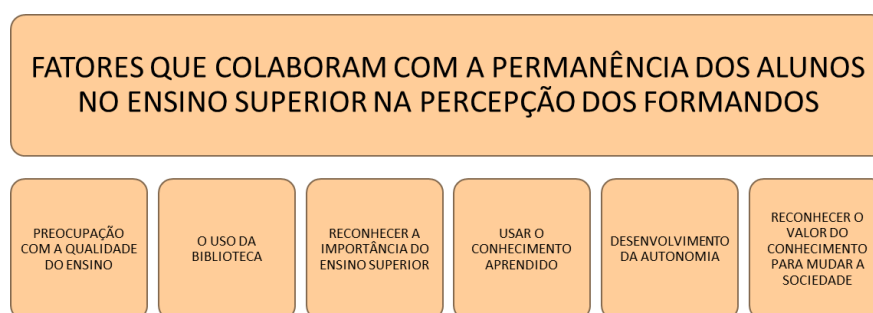 FATORES QUE COLABORAM COM A PERMANÊNCIA DOS ALUNOS
NO ENSINO SUPERIOR NA PERCEPÇÃO DOS FORMANDOS
PREOCUPAÇÃO
COM A QUALIDADE
DO ENSINO
O USO DA
BIBLIOTECA
RECONHECER A
IMPORTÂNCIA DO
ENSINO SUPERIOR
USAR O
CONHECIMENTO
APRENDIDO
DESENVOLVIMENTO
DA AUTONOMIA
RECONHECER O
VALOR DO
CONHECIMENTO
PARA MUDAR A
SOCIEDADE